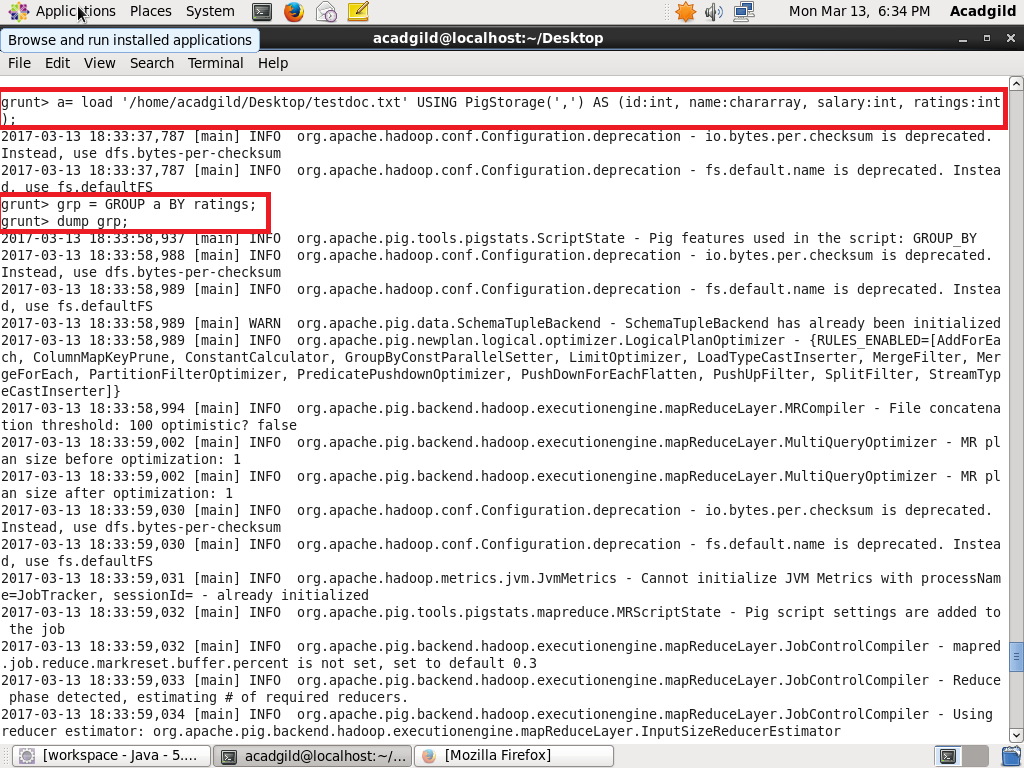 Applications Places System Mon Mar 13, 6:34 PM Acadgild
Browse and run installed applications
acadgild@localhost:~/Desktop
File Edit View Search Terminal Help
grunt> a= load '/home/acadgild/Desktop/testdoc.txt' USING PigStorage(',') AS (id:int, name:chararray, salary:int, ratings:int
);
2017-03-13 18:33:37,787 [main] INFO  org.apache.hadoop.conf.Configuration.deprecation - io.bytes.per.checksum is deprecated.
Instead, use dfs.bytes-per-checksum
2017-03-13 18:33:37,787 [main] INFO  org.apache.hadoop.conf.Configuration.deprecation - fs.default.name is deprecated. Instea
d, use fs.defaultFS
grunt> grp = GROUP a BY ratings;
grunt> dump grp;
2017-03-13 18:33:58,937 [main] INFO  org.apache.pig.tools.pigstats.ScriptState - Pig features used in the script: GROUP_BY
2017-03-13 18:33:58,988 [main] INFO  org.apache.hadoop.conf.Configuration.deprecation - io.bytes.per.checksum is deprecated.
Instead, use dfs.bytes-per-checksum
2017-03-13 18:33:58,989 [main] INFO  org.apache.hadoop.conf.Configuration.deprecation - fs.default.name is deprecated. Instea
d, use fs.defaultFS
2017-03-13 18:33:58,989 [main] WARN  org.apache.pig.data.SchemaTupleBackend - SchemaTupleBackend has already been initialized
2017-03-13 18:33:58,989 [main] INFO  org.apache.pig.newplan.logical.optimizer.LogicalPlanOptimizer - {RULES_ENABLED=[AddForEa
ch, ColumnMapKeyPrune, ConstantCalculator, GroupByConstParallelSetter, LimitOptimizer, LoadTypeCastInserter, MergeFilter, Mer
geForEach, PartitionFilterOptimizer, PredicatePushdownOptimizer, PushDownForEachFlatten, PushUpFilter, SplitFilter, StreamTyp
eCastInserter]}
2017-03-13 18:33:58,994 [main] INFO  org.apache.pig.backend.hadoop.executionengine.mapReduceLayer.MRCompiler - File concatena
tion threshold: 100 optimistic? false
2017-03-13 18:33:59,002 [main] INFO  org.apache.pig.backend.hadoop.executionengine.mapReduceLayer.MultiQueryOptimizer - MR pl
an size before optimization: 1
2017-03-13 18:33:59,002 [main] INFO  org.apache.pig.backend.hadoop.executionengine.mapReduceLayer.MultiQueryOptimizer - MR pl
an size after optimization: 1
2017-03-13 18:33:59,030 [main] INFO  org.apache.hadoop.conf.Configuration.deprecation - io.bytes.per.checksum is deprecated.
Instead, use dfs.bytes-per-checksum
2017-03-13 18:33:59,030 [main] INFO  org.apache.hadoop.conf.Configuration.deprecation - fs.default.name is deprecated. Instea
d, use fs.defaultFS
2017-03-13 18:33:59,031 [main] INFO  org.apache.hadoop.metrics.jvm.JvmMetrics - Cannot initialize JVM Metrics with processNam
e=JobTracker, sessionId= - already initialized
2017-03-13 18:33:59,032 [main] INFO  org.apache.pig.tools.pigstats.mapreduce.MRScriptState - Pig script settings are added to
 the job
2017-03-13 18:33:59,032 [main] INFO  org.apache.pig.backend.hadoop.executionengine.mapReduceLayer.JobControlCompiler - mapred
.job.reduce.markreset.buffer.percent is not set, set to default 0.3
2017-03-13 18:33:59,033 [main] INFO  org.apache.pig.backend.hadoop.executionengine.mapReduceLayer.JobControlCompiler - Reduce
 phase detected, estimating # of required reducers.
2017-03-13 18:33:59,034 [main] INFO  org.apache.pig.backend.hadoop.executionengine.mapReduceLayer.JobControlCompiler - Using
reducer estimator: org.apache.pig.backend.hadoop.executionengine.mapReduceLayer.InputSizeReducerEstimator
[workspace - Java - 5.... acadgild@localhost:~/... [Mozilla Firefox]